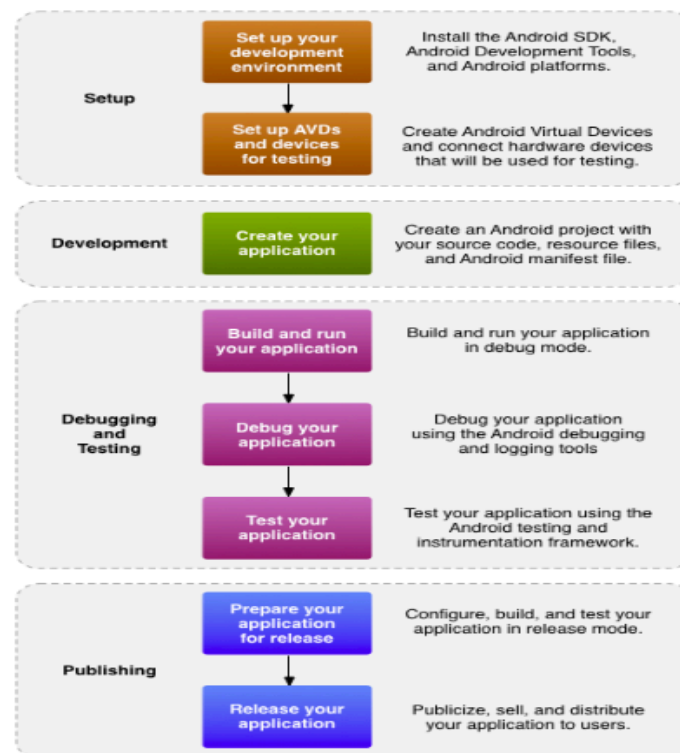 Setup
Set up your
development
environment
Install the Android SDK,
Android Development Tools,
and Android platforms.
Set up AVDs
and devices
for testing
Create Android Virtual Devices
and connect hardware devices
that will be used for testing.
Development
Create your
application
Create an Android project with
your source code, resource files,
and Android manifest file.
Debugging
and
Testing
Build and run
your application
Build and run your application
in debug mode.
Debug your
application
Debug your application
using the Android debugging
and logging tools
Test your
application
Test your application using the
Android testing and
instrumentation framework.
Publishing
Prepare your
application
for release
Configure, build, and test your
application in release mode.
Release your
application
Publicize, sell, and distribute
your application to users.